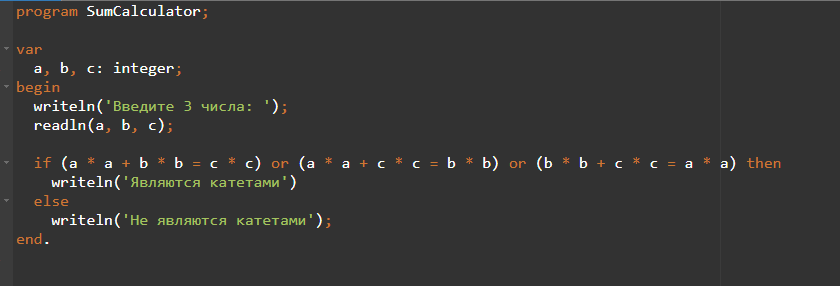 program SumCalculator;
var
a, b, c: integer;
begin
writeln('Введите 3 числа: ');
readln(a, b, c);
if (a * a + b * b = c * c) or (a * a + c * c = b * b) or (b * b + c * c = a * a) then
writeln('Являются катетами')
else
writeln('Не являются катетами');
end.